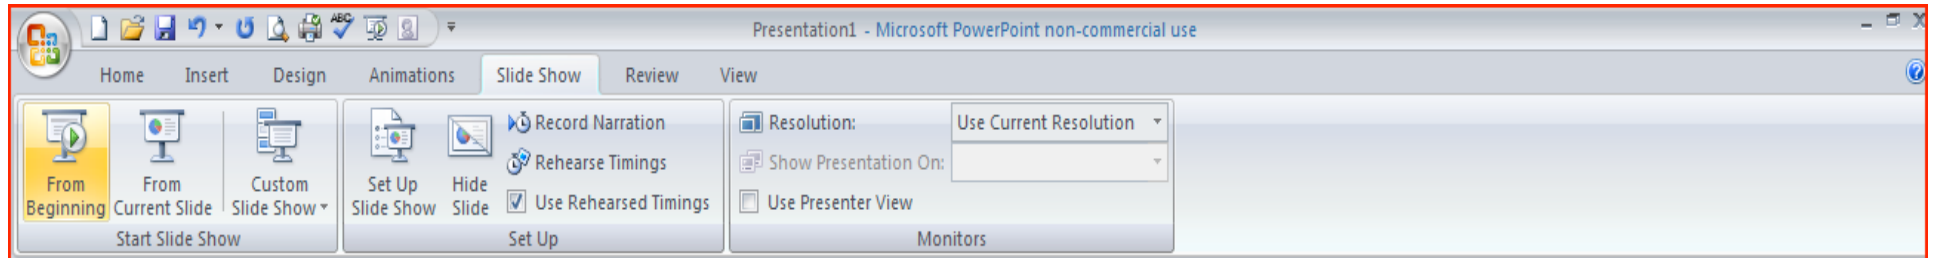 ABC
Presentation1 - Microsoft PowerPoint non-commercial use
Home Insert Design Animations Slide Show Review View
From Beginning
From Current Slide
Custom Slide Show
Start Slide Show
Set Up Slide Show
Hide Slide
Record Narration
Rehearse Timings
Use Rehearsed Timings
Set Up
Resolution: Use Current Resolution
Show Presentation On:
Use Presenter View
Monitors